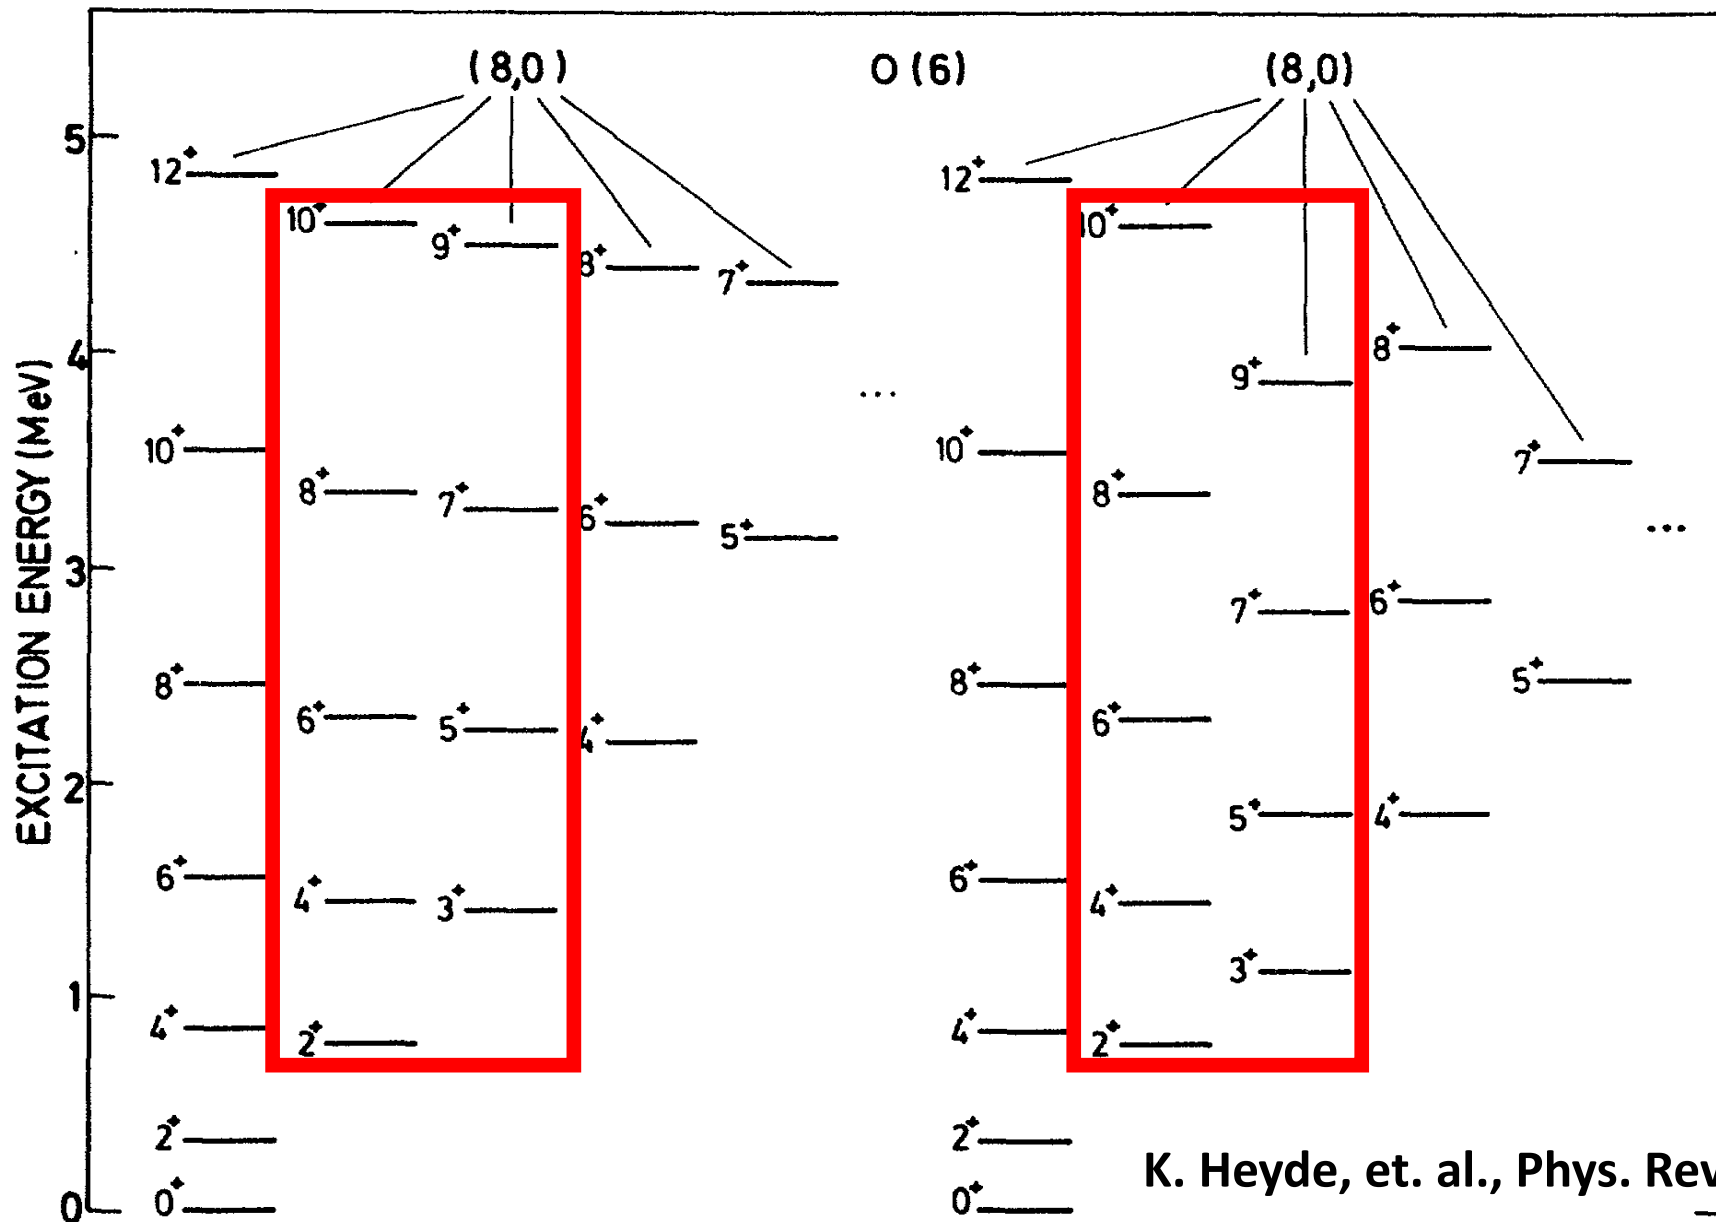 (8,0) O(6) (8,0)
5
12⁺ 12⁺
10⁺ 9⁺ 8⁺ 7⁺ 10⁺
4 8⁺
9⁺
... 
10⁺ 10⁺ 7⁺
8⁺ 7⁺ 6⁺ 5⁺ 8⁺ ...
3
7⁺ 6⁺
8⁺ 8⁺ 5⁺
6⁺ 5⁺ 4⁺ 6⁺
2
5⁺ 4⁺
6⁺ 6⁺
4⁺ 3⁺ 4⁺
3⁺
1
4⁺ 2⁺ 4⁺ 2⁺
2⁺ 2⁺
0 0⁺ 0⁺
EXCITATION ENERGY (MeV)
K. Heyde, et. al., Phys. Rev